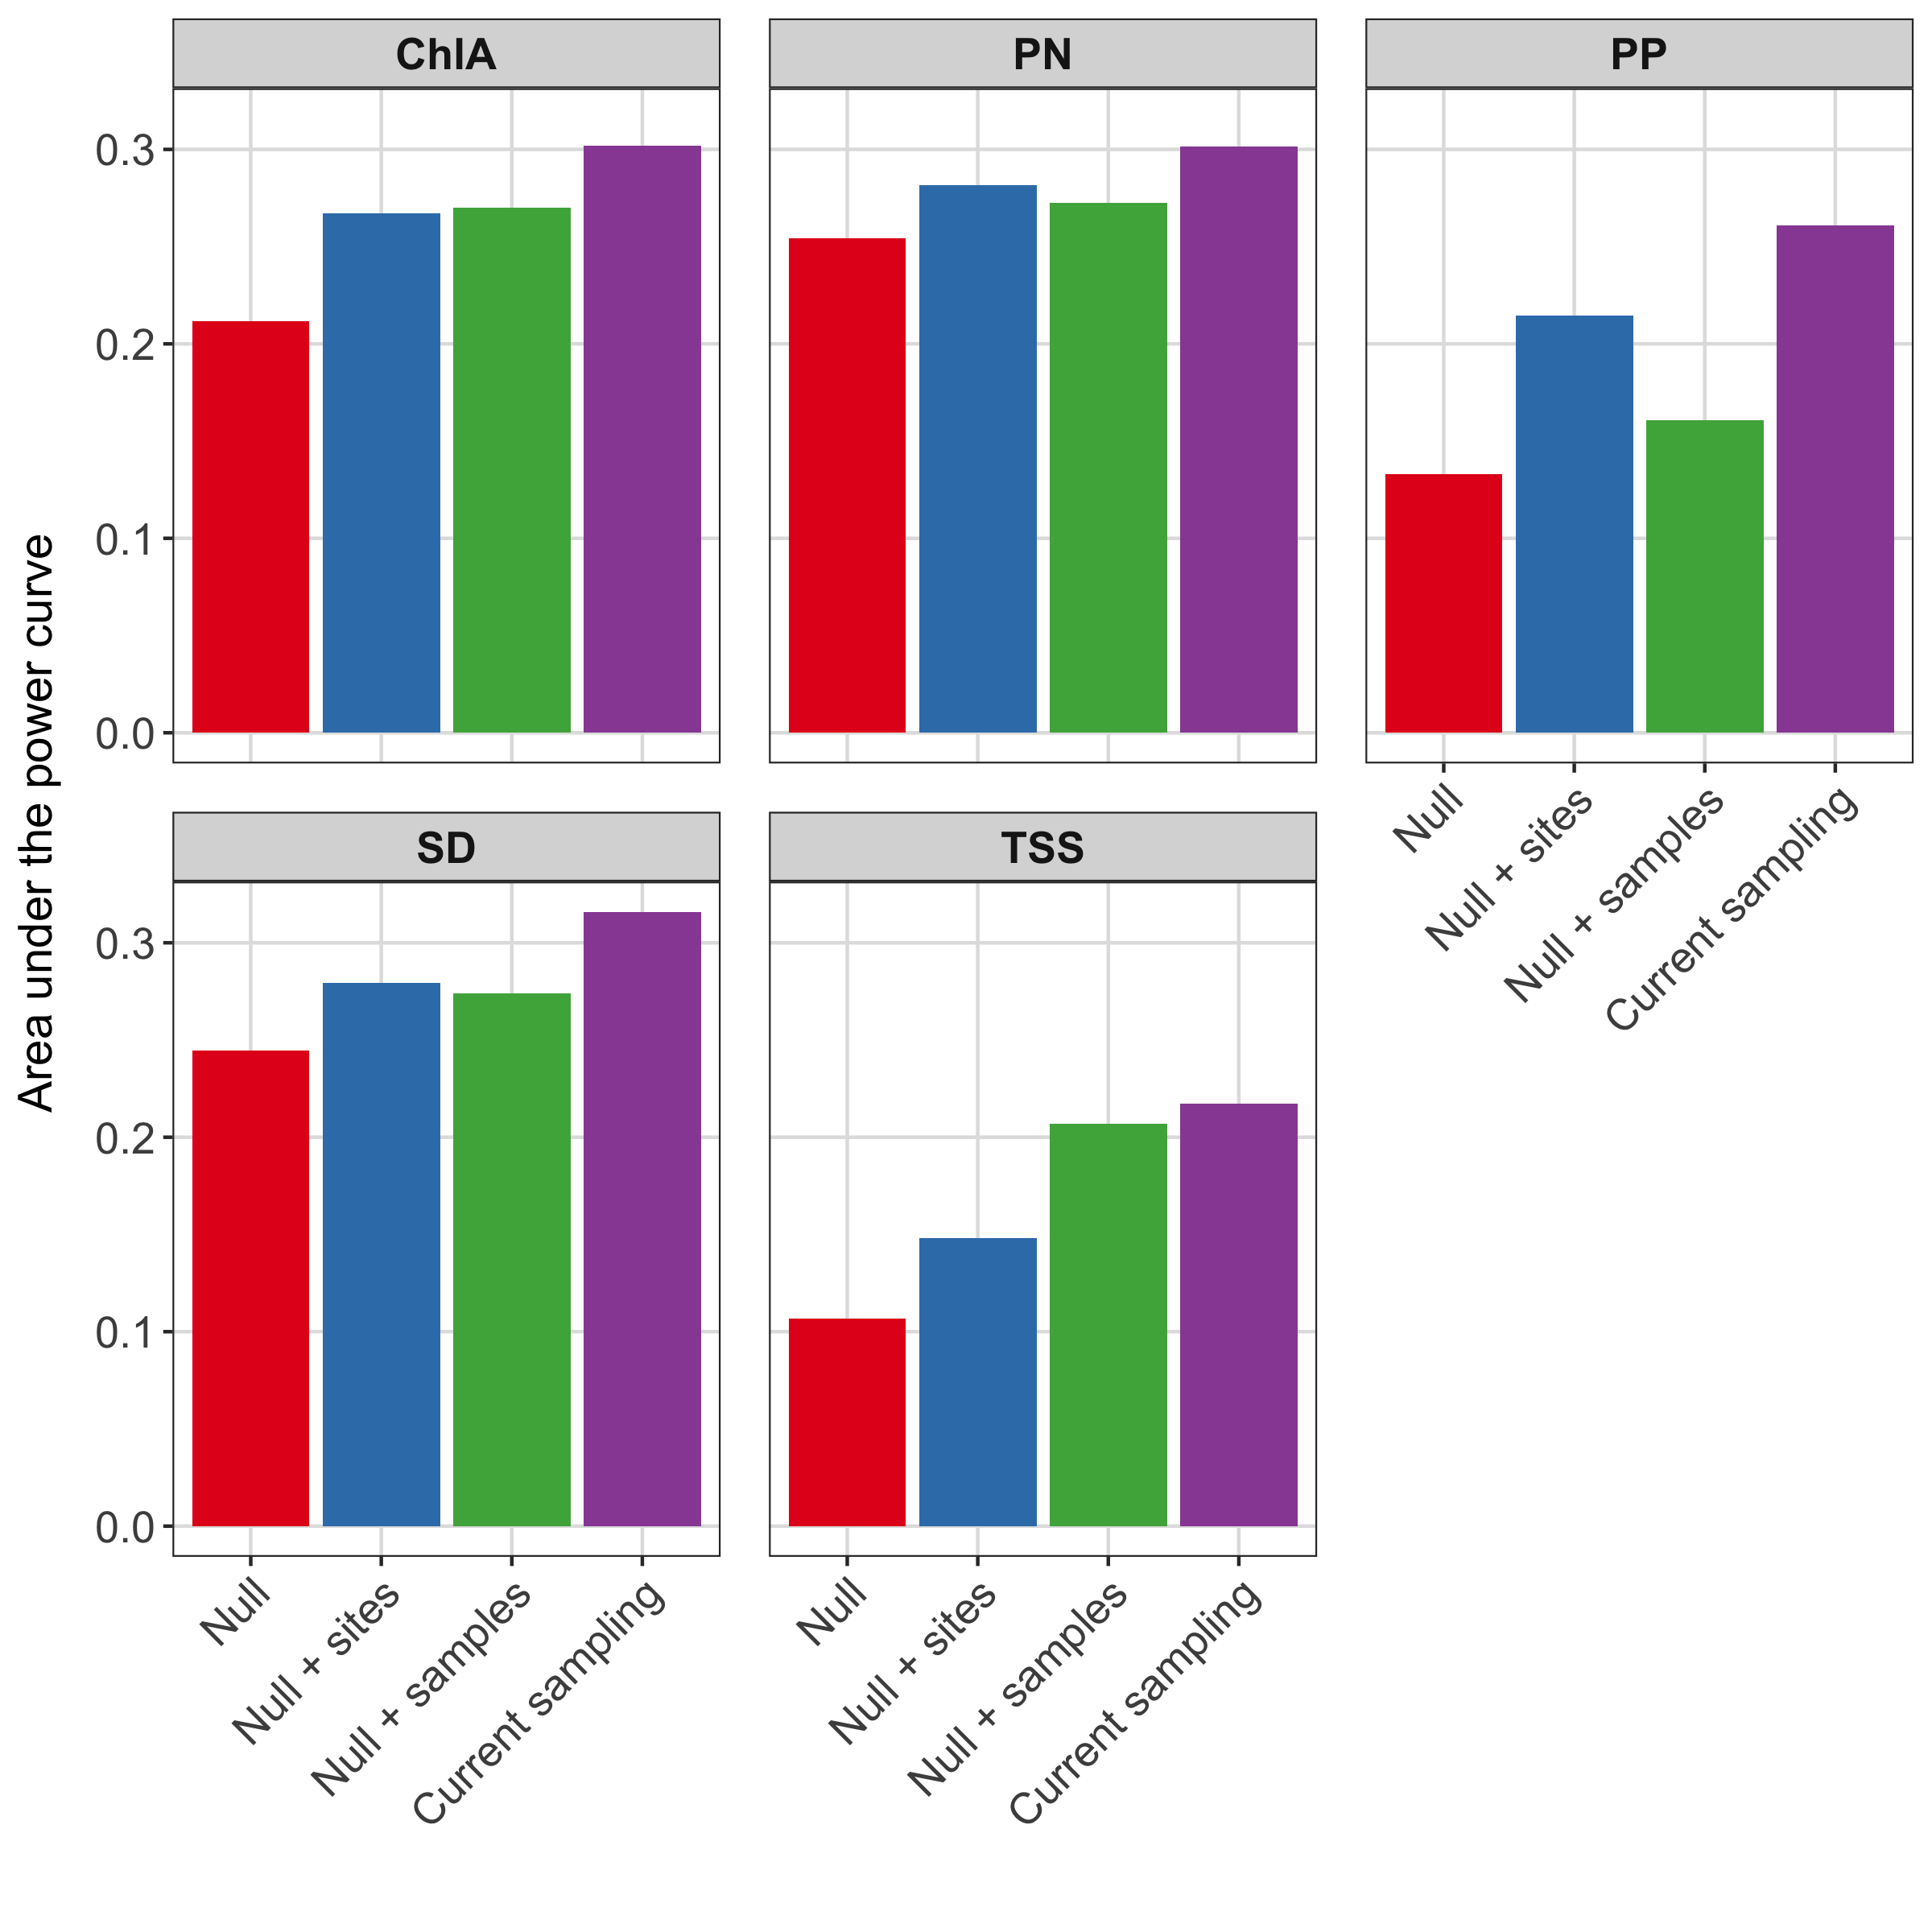 Area under the power curve
ChlA
PN
PP
0.3
0.2
0.1
0.0
Null
Null + sites
Null + samples
Current sampling
SD
TSS
0.3
0.2
0.1
0.0
Null
Null + sites
Null + samples
Current sampling
Null
Null + sites
Null + samples
Current sampling